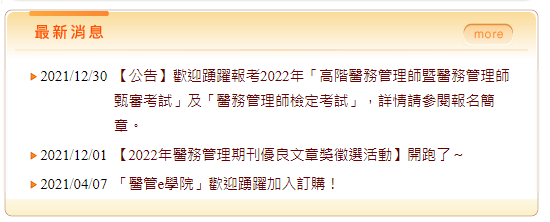 最新消息
more
2021/12/30 【公告】歡迎踴躍報考2022年「高階醫務管理師暨醫務管理師
甄審考試」及「醫務管理師檢定考試」，詳情請參閱報名簡
章。
2021/12/01 【2022年醫務管理期刊優良文章獎徵選活動】開跑了～
2021/04/07 「醫管e學院」歡迎踴躍加入訂購！